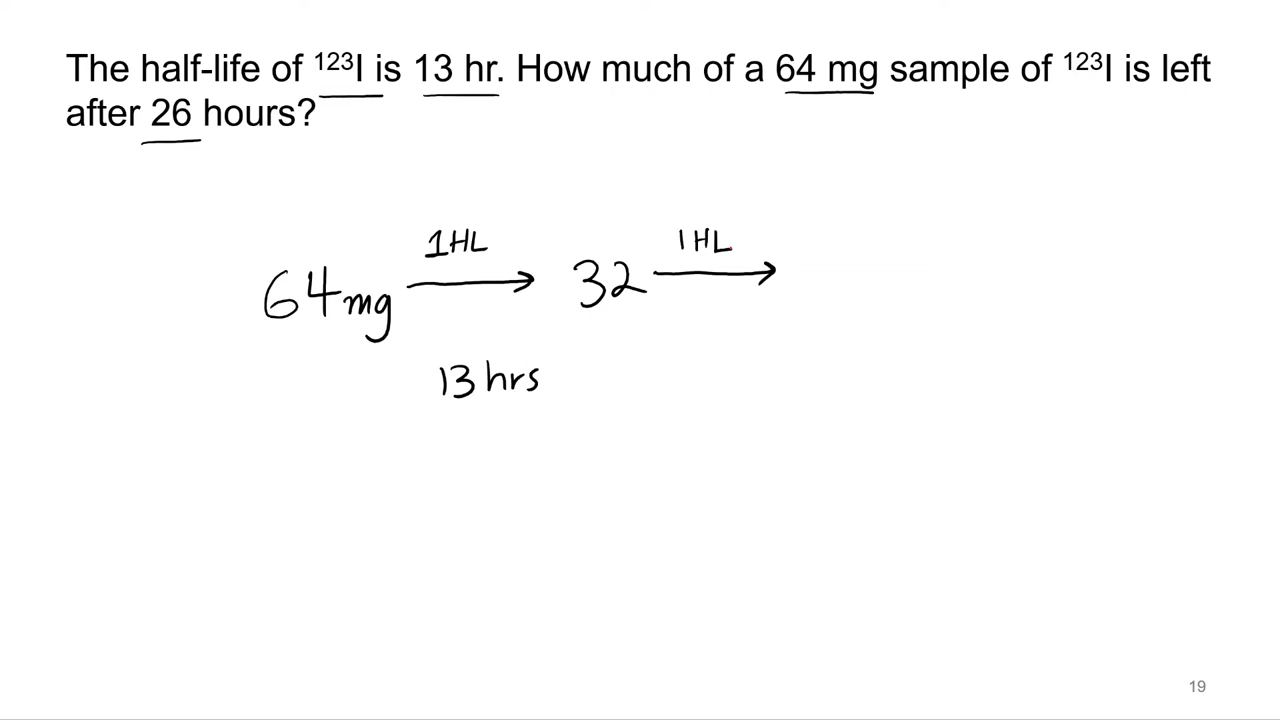 The half-life of ¹²³I is 13 hr. How much of a 64 mg sample of ¹²³I is left
after 26 hours?
1HL 1HL
64mg 32
13 hrs
19